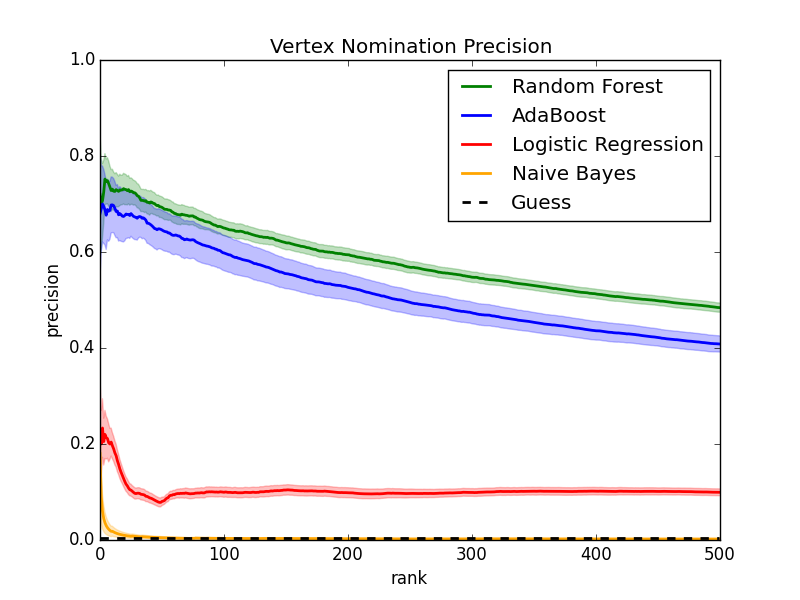 Vertex Nomination Precision
1.0
0.8
0.6
0.4
0.2
0.0
precision
Random Forest
AdaBoost
Logistic Regression
Naive Bayes
Guess
0 100 200 300 400 500
rank